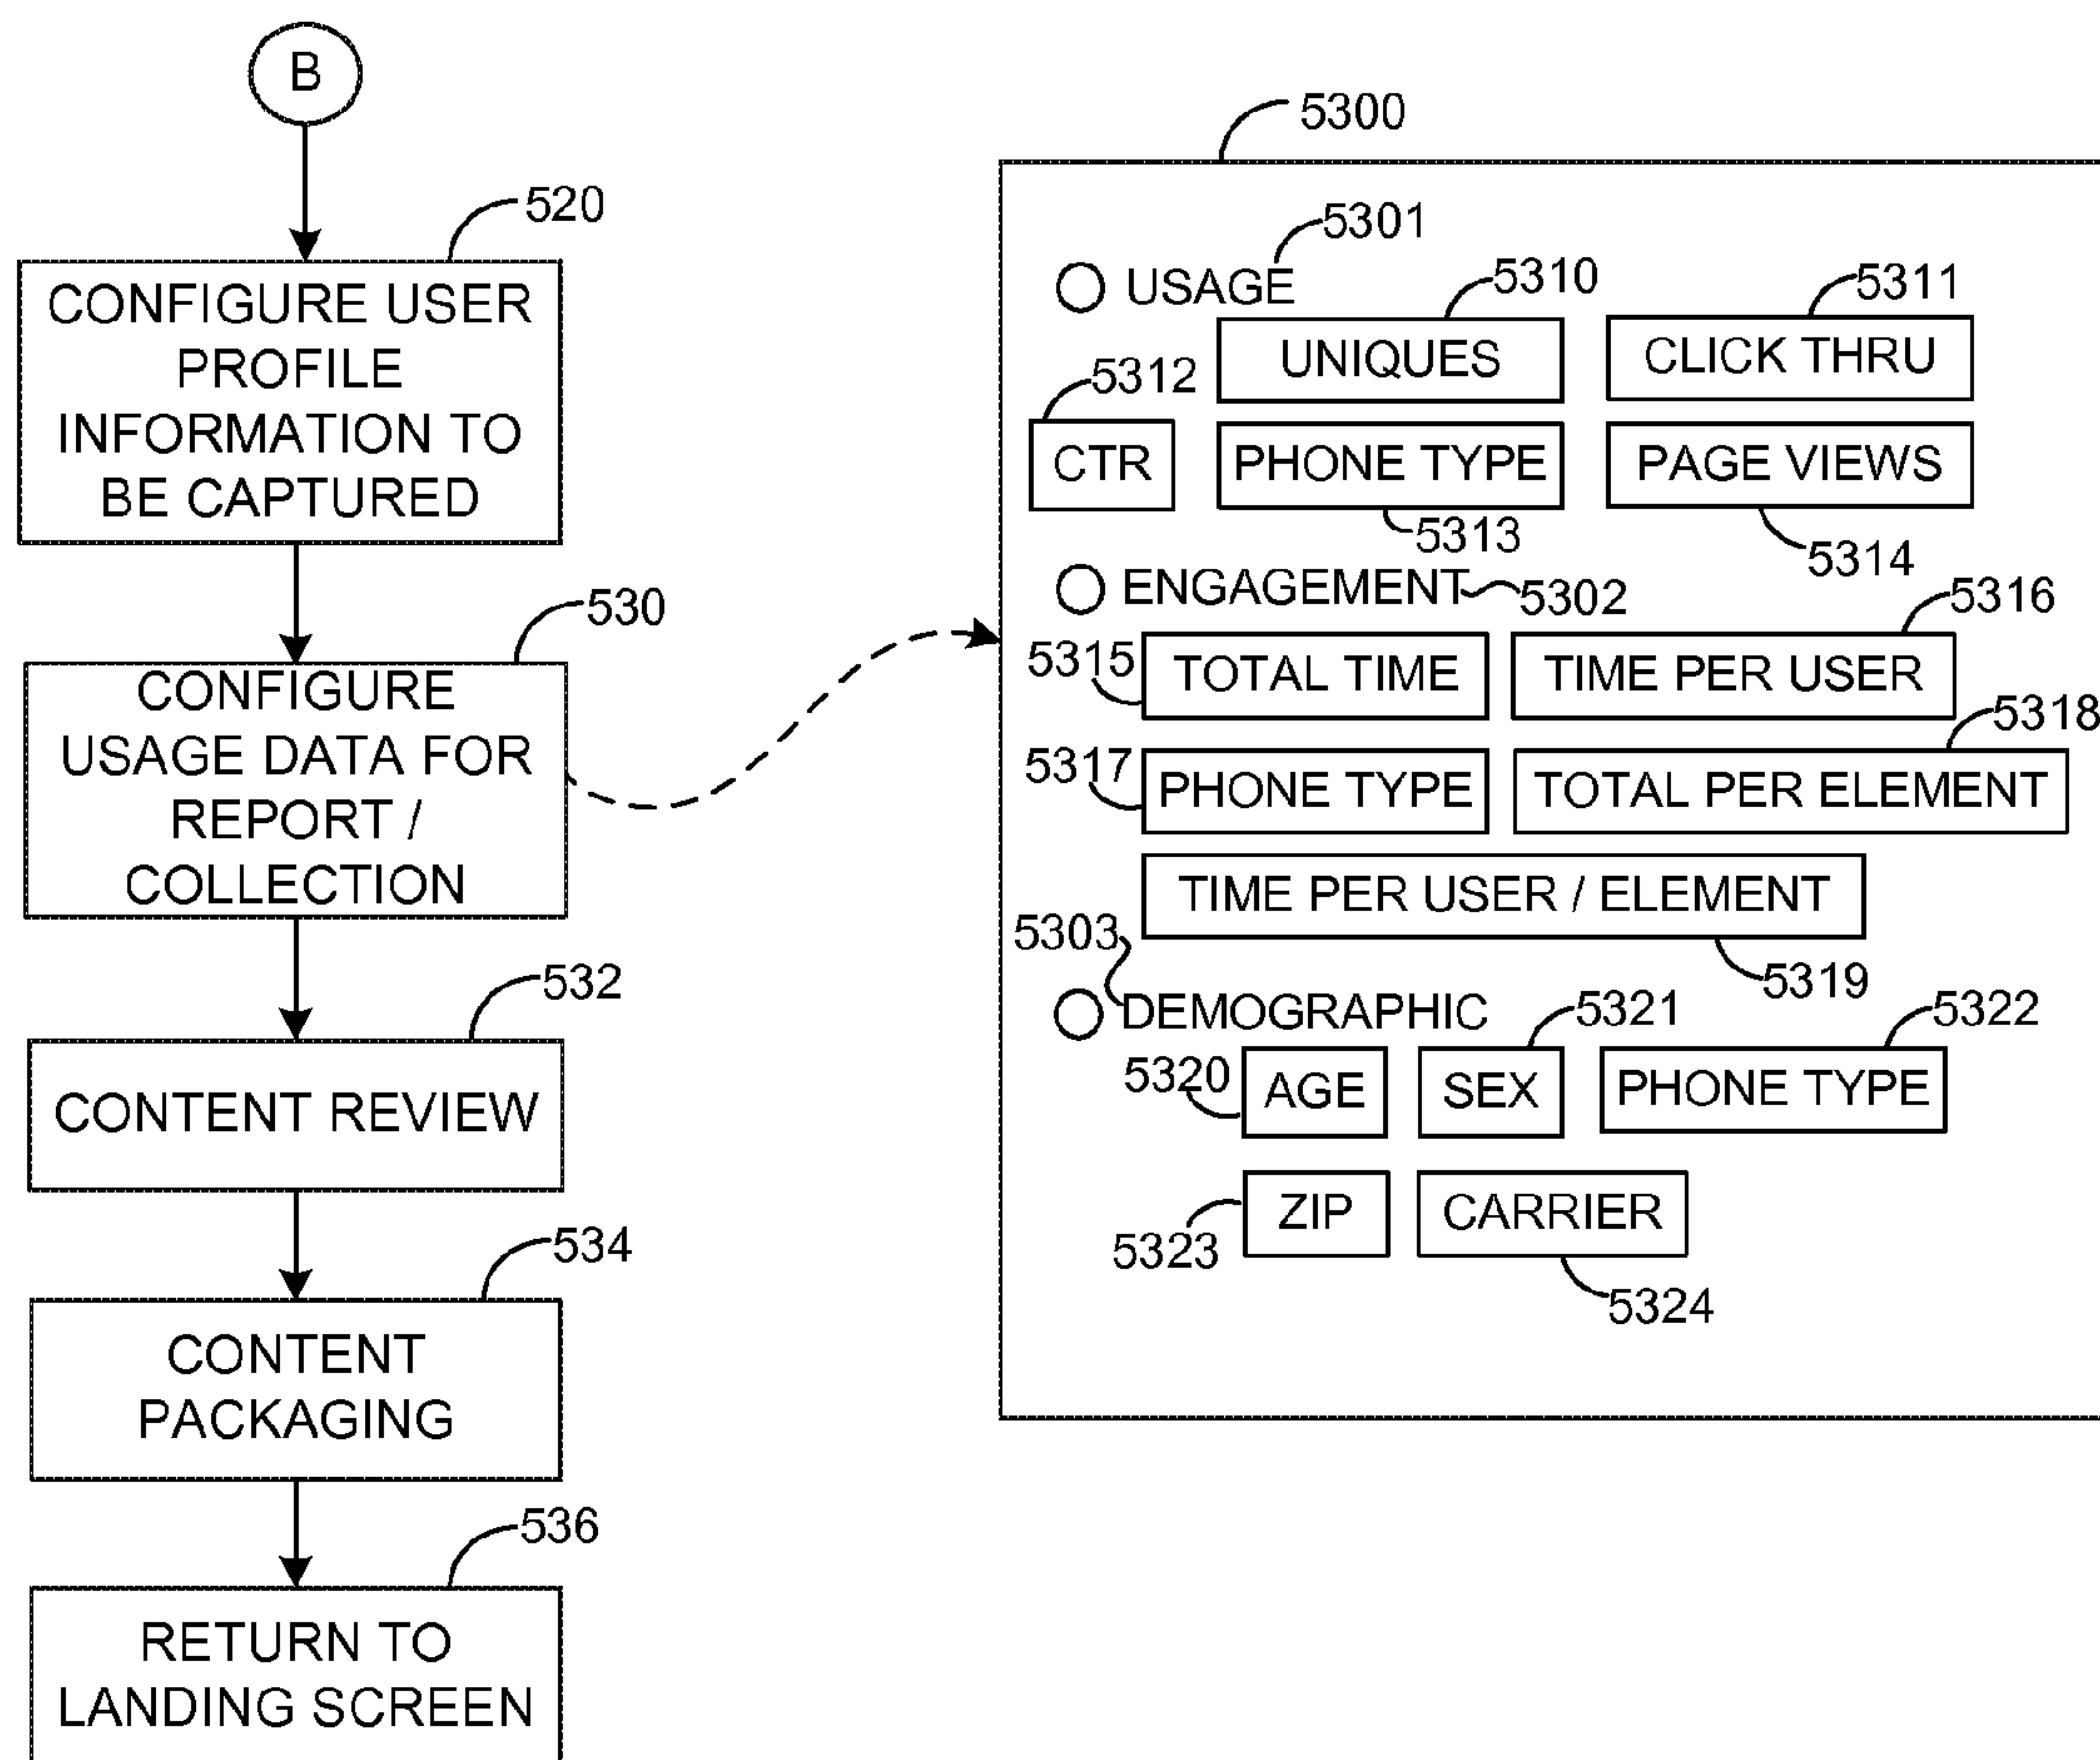 B
520
CONFIGURE USER
PROFILE
INFORMATION TO
BE CAPTURED
530
CONFIGURE
USAGE DATA FOR
REPORT /
COLLECTION
532
CONTENT REVIEW
534
CONTENT
PACKAGING
536
RETURN TO
LANDING SCREEN
5300
5301
USAGE
5310
5311
UNIQUES
CLICK THRU
5312
CTR
PHONE TYPE
PAGE VIEWS
5313
5314
ENGAGEMENT
5302
5316
5315
TOTAL TIME
TIME PER USER
5318
5317
PHONE TYPE
TOTAL PER ELEMENT
TIME PER USER / ELEMENT
5303
5319
DEMOGRAPHIC
5321
5322
5320
AGE
SEX
PHONE TYPE
ZIP
CARRIER
5323
5324